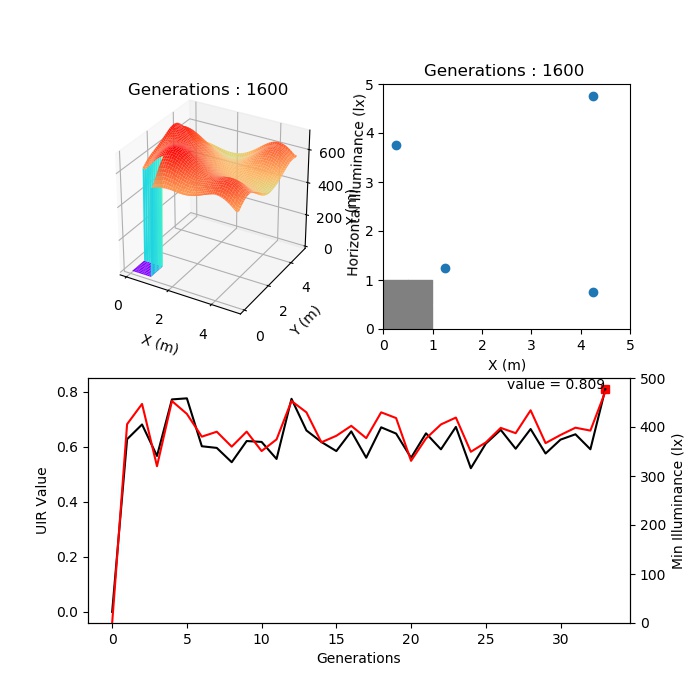 Generations : 1600
600
400
200
0
Horizontal Illuminance (lx)
0
2
4
X (m)
0
2
4
Y (m)
Generations : 1600
5
4
3
2
1
0
Y (m)
0 1 2 3 4 5
X (m)
value = 0.809
0.8
0.6
0.4
0.2
0.0
UIR Value
500
400
300
200
100
0
Min Illuminance (lx)
0 5 10 15 20 25 30
Generations